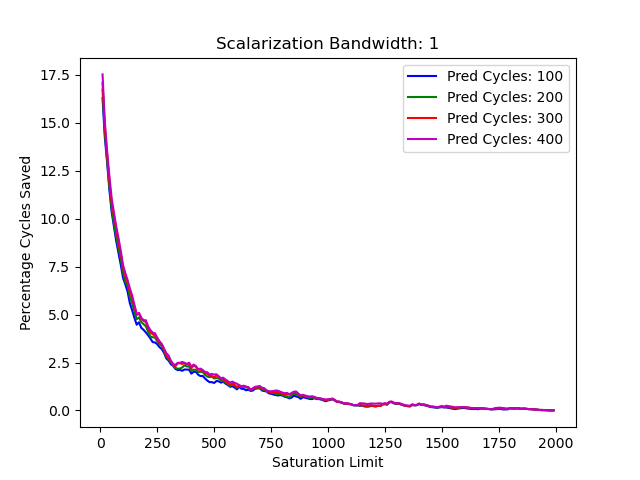 Scalarization Bandwidth: 1
Pred Cycles: 100
Pred Cycles: 200
Pred Cycles: 300
Pred Cycles: 400
Percentage Cycles Saved
17.5
15.0
12.5
10.0
7.5
5.0
2.5
0.0
0 250 500 750 1000 1250 1500 1750 2000
Saturation Limit